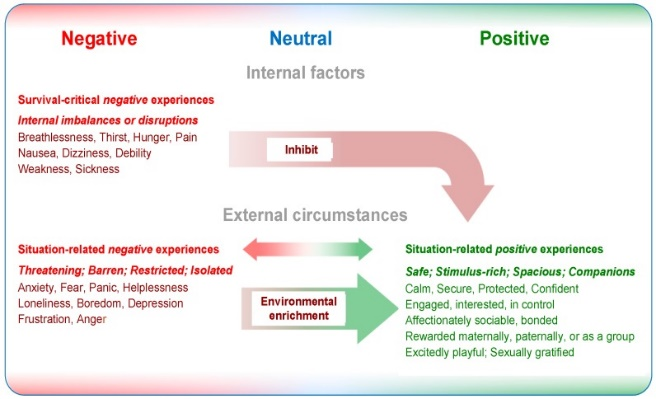 Negative
Neutral
Positive
Internal factors
Survival-critical negative experiences
Internal imbalances or disruptions
Breathlessness, Thirst, Hunger, Pain
Nausea, Dizziness, Debility
Weakness, Sickness
Inhibit
External circumstances
Situation-related negative experiences
Threatening; Barren; Restricted; Isolated
Anxiety, Fear, Panic, Helplessness
Loneliness, Boredom, Depression
Frustration, Anger
Environmental
enrichment
Situation-related positive experiences
Safe; Stimulus-rich; Spacious; Companions
Calm, Secure, Protected, Confident
Engaged, interested, in control
Affectionately sociable, bonded
Rewarded maternally, paternally, or as a group
Excitedly playful; Sexually gratified